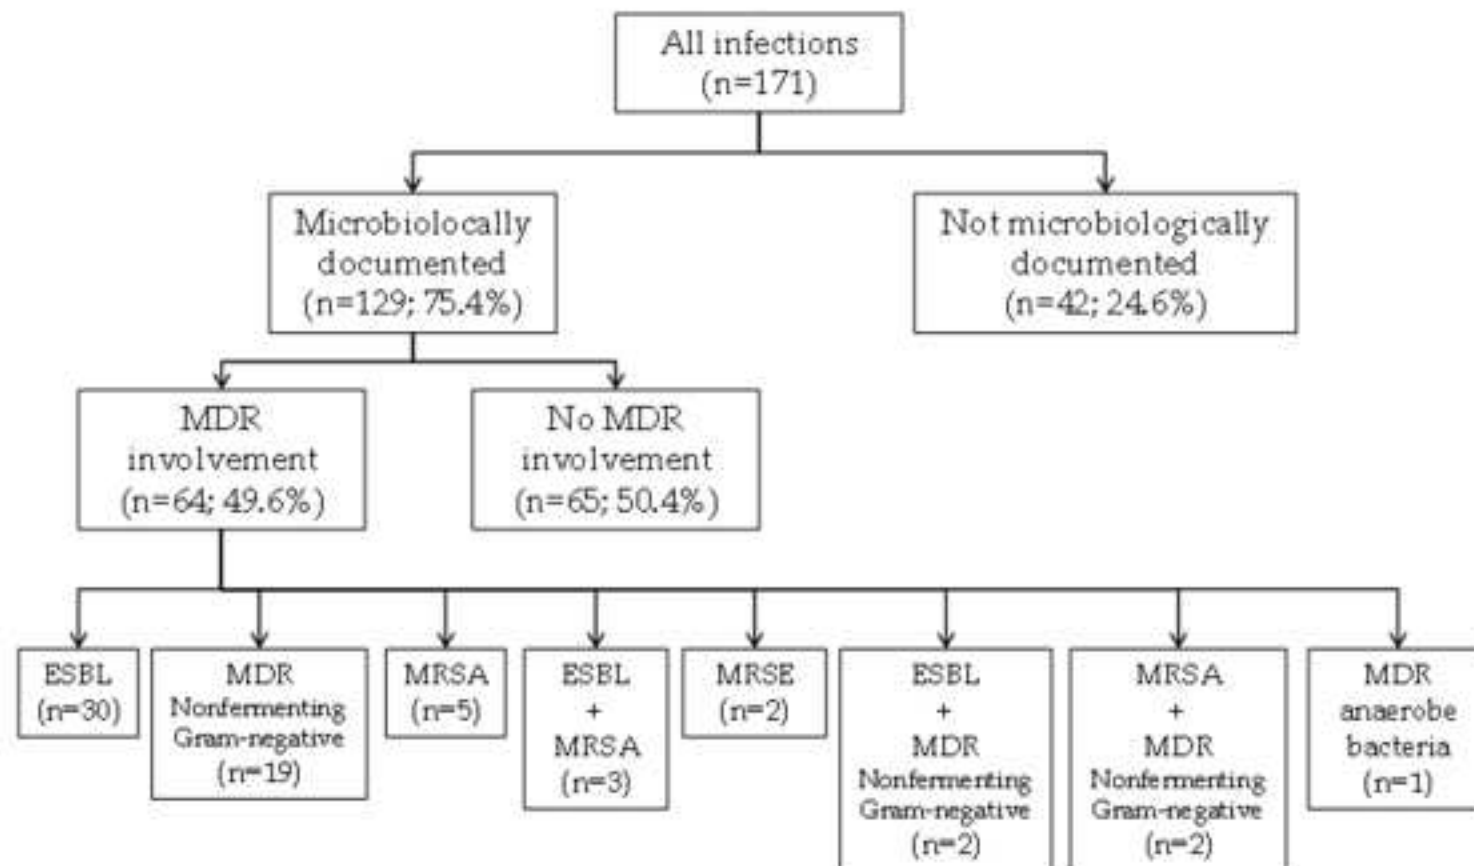 All infections
(n=171)
Microbiolocally
documented
(n=129; 75.4%)
Not microbiologically
documented
(n=42; 24.6%)
MDR
involvement
(n=64; 49.6%)
No MDR
involvement
(n=65; 50.4%)
ESBL
(n=30)
MDR
Nonfermenting
Gram-negative
(n=19)
MRSA
(n=5)
ESBL
+
MRSA
(n=3)
MRSE
(n=2)
ESBL
+
MDR
Nonfermenting
Gram-negative
(n=2)
MRSA
+
MDR
Nonfermenting
Gram-negative
(n=2)
MDR
anaerobe
bacteria
(n=1)